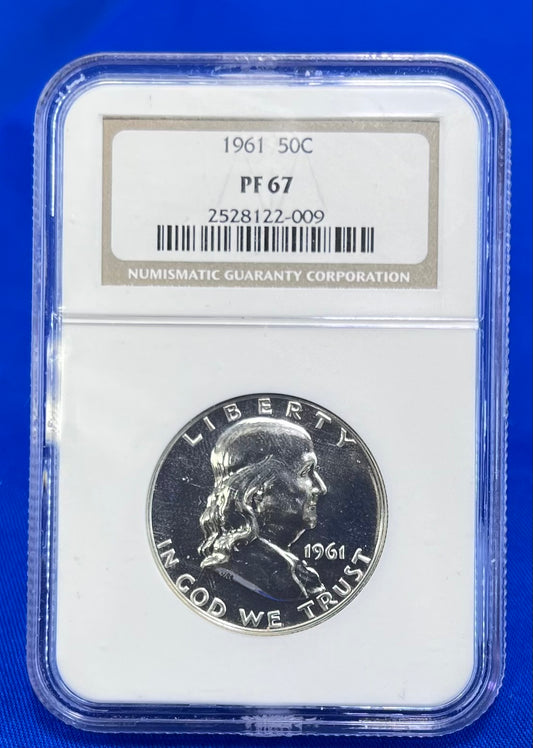 1961 50C
PF 67
2528122-009
NUMISMATIC GUARANTY CORPORATION
LIBERTY
1961
IN GOD WE TRUST